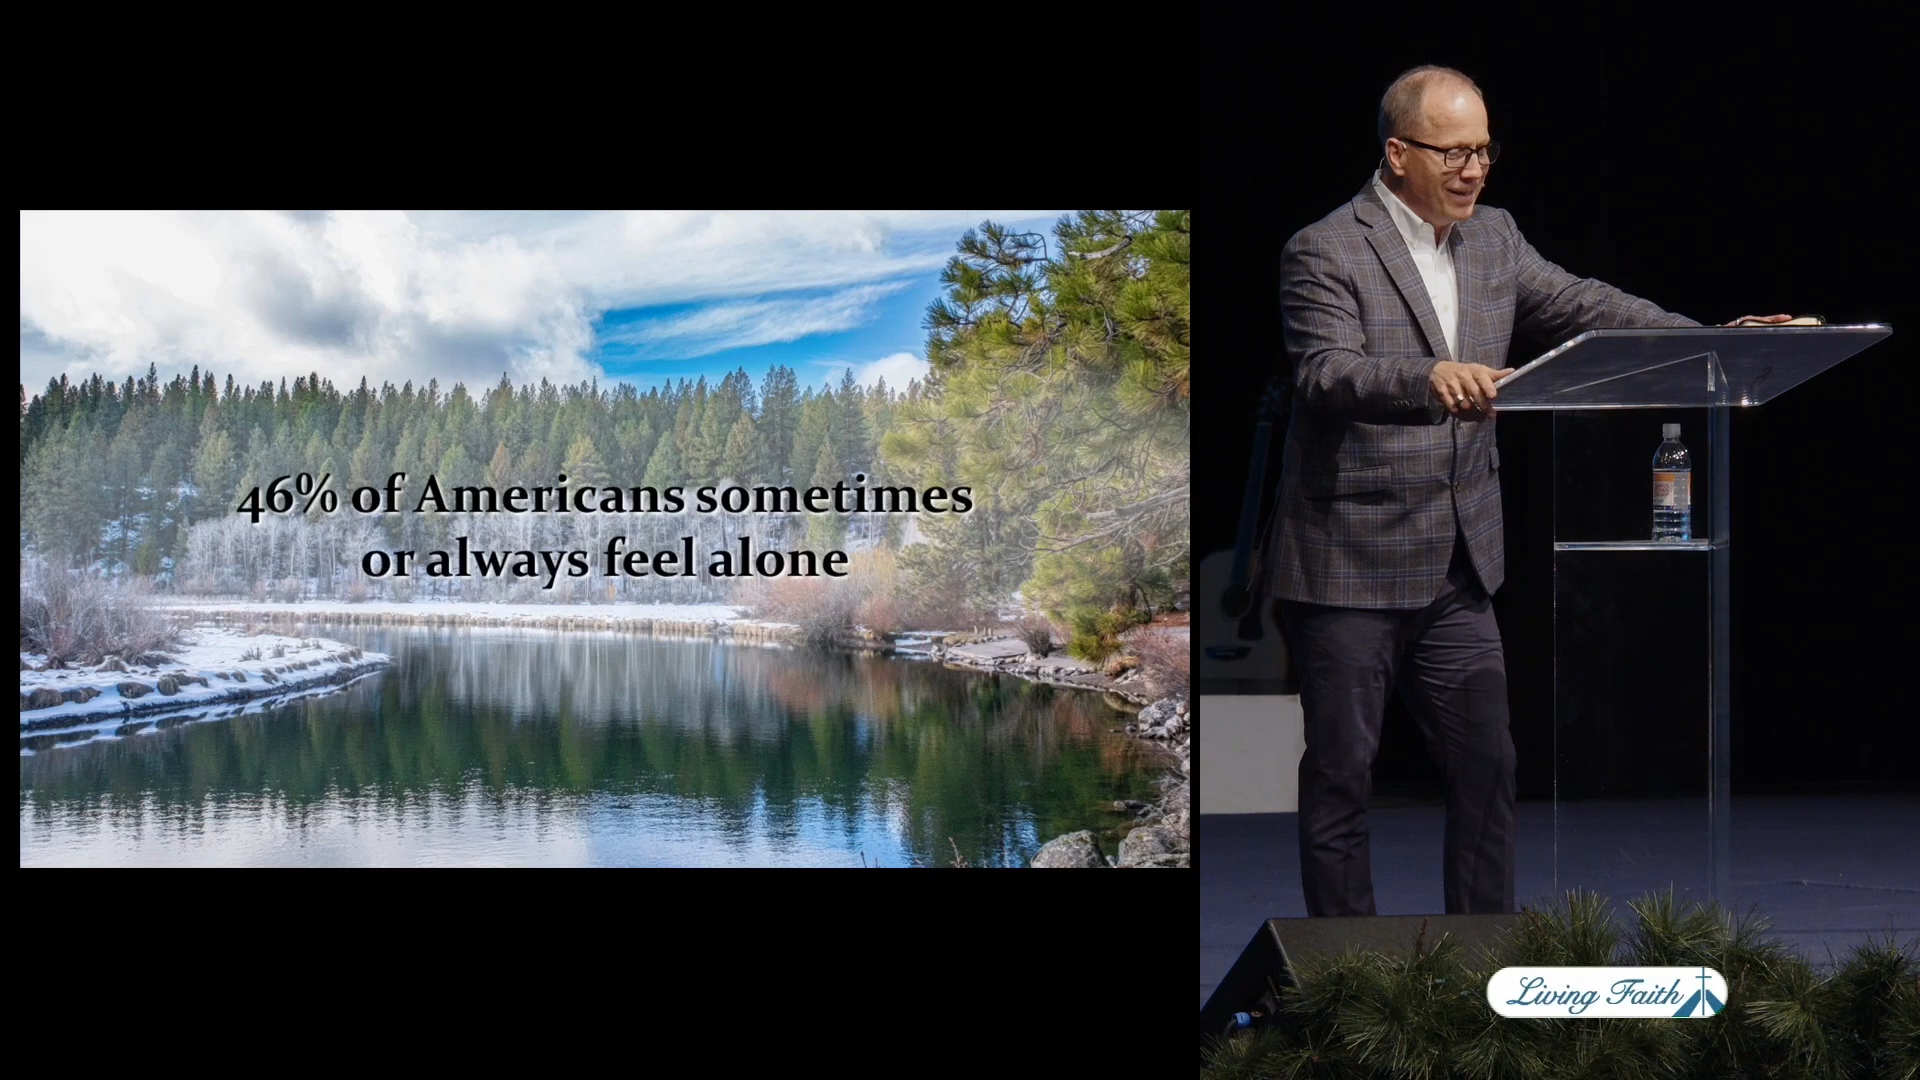 46% of Americans sometimes
or always feel alone
Living Faith